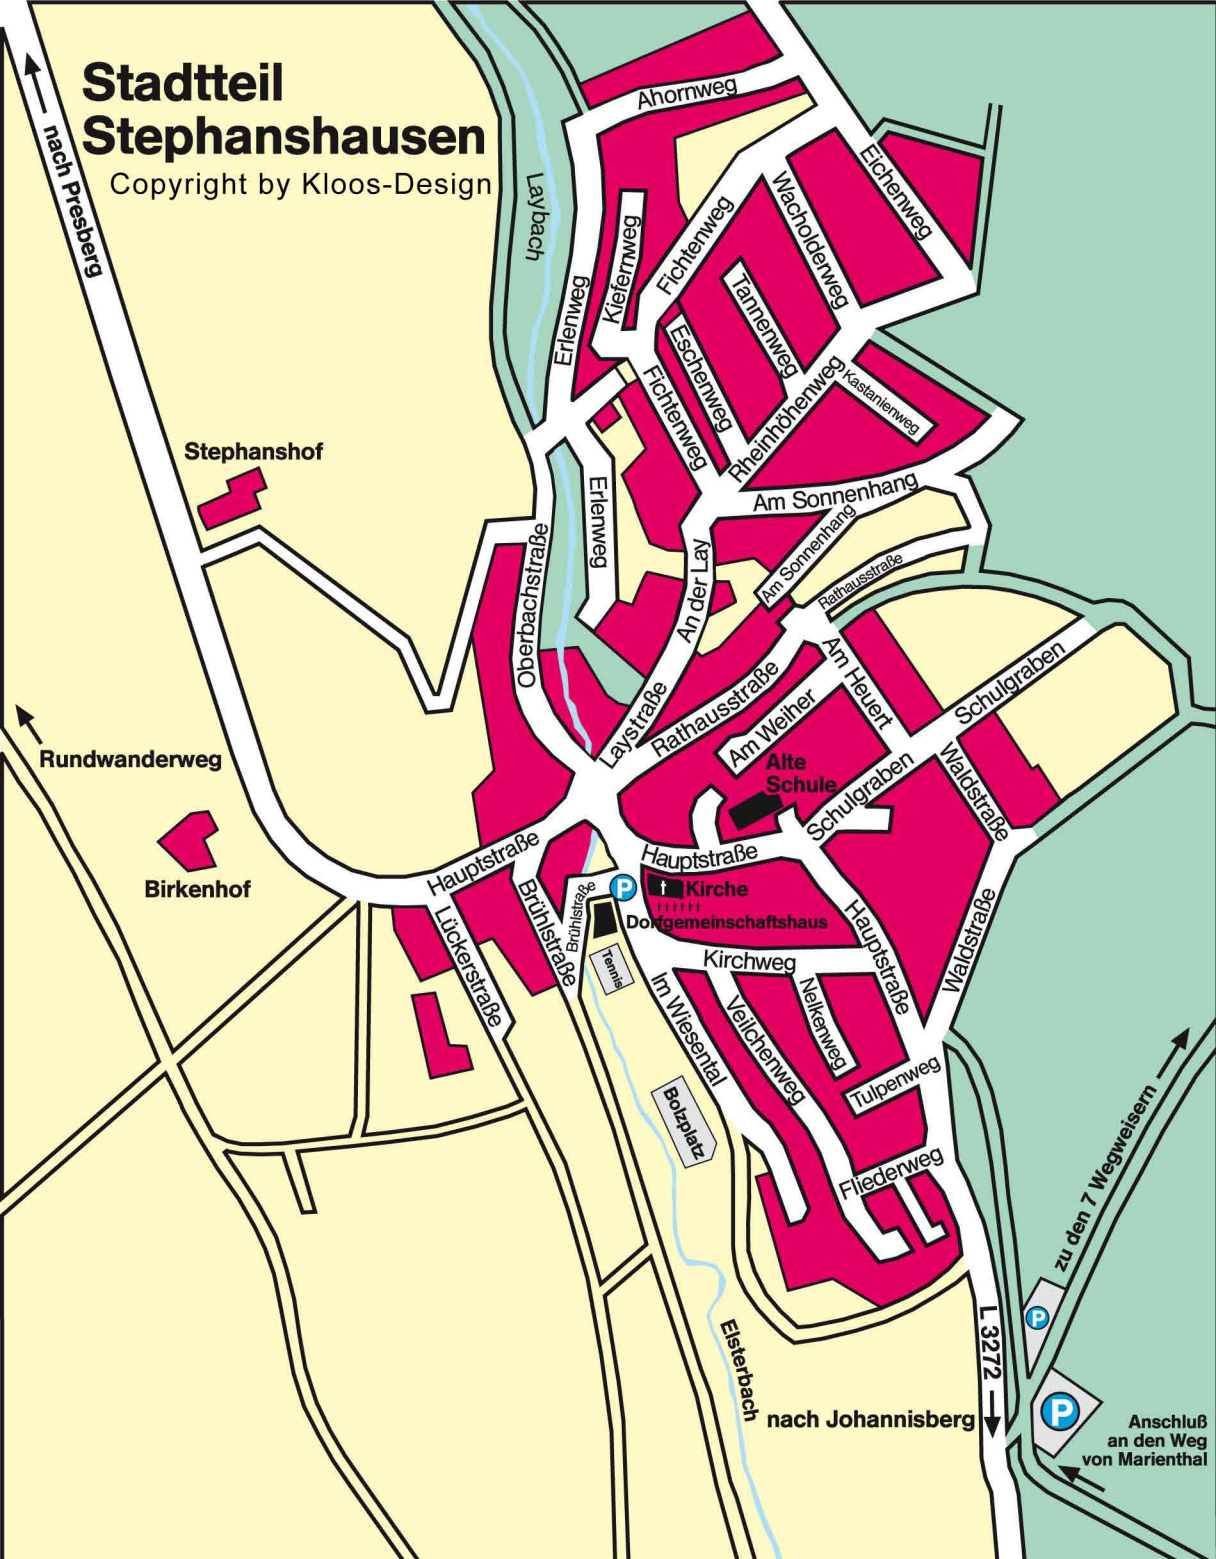 Stadtteil
Stephanshausen
Copyright by Kloos-Design
nach Presberg
Laybach
Ahornweg
Eichenweg
Wacholderweg
Fichtenweg
Kiefernweg
Erlenweg
Tannenweg
Eschenweg
Fichtenweg
Rheinhöhenweg
Kastanienweg
Stephanshof
Am Sonnenhang
Am Sonnenhang
Erlenweg
Oberbachstraße
An der Lay
Rathausstraße
Am Heuert
Schulgraben
Laystraße
Rathausstraße
Am Weiher
Rundwanderweg
Alte
Schule
Schulgraben
Waldstraße
Birkenhof
Hauptstraße
Hauptstraße
P
Kirche
Dorfgemeinschaftshaus
Brühlstraße
Brühlstraße
Lückerstraße
Tennis
Kirchweg
Hauptstraße
Waldstraße
Im Wiesental
Veilchenweg
Nelkenweg
Tulpenweg
Bolzplatz
Fliederweg
zu den 7 Wegweisern
P
L 3272
Elsterbach
nach Johannisberg
P
Anschluß
an den Weg
von Marienthal